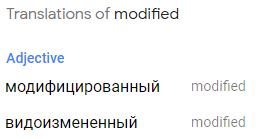 Translations of modified
Adjective
модифицированный modified
видоизмененный modified